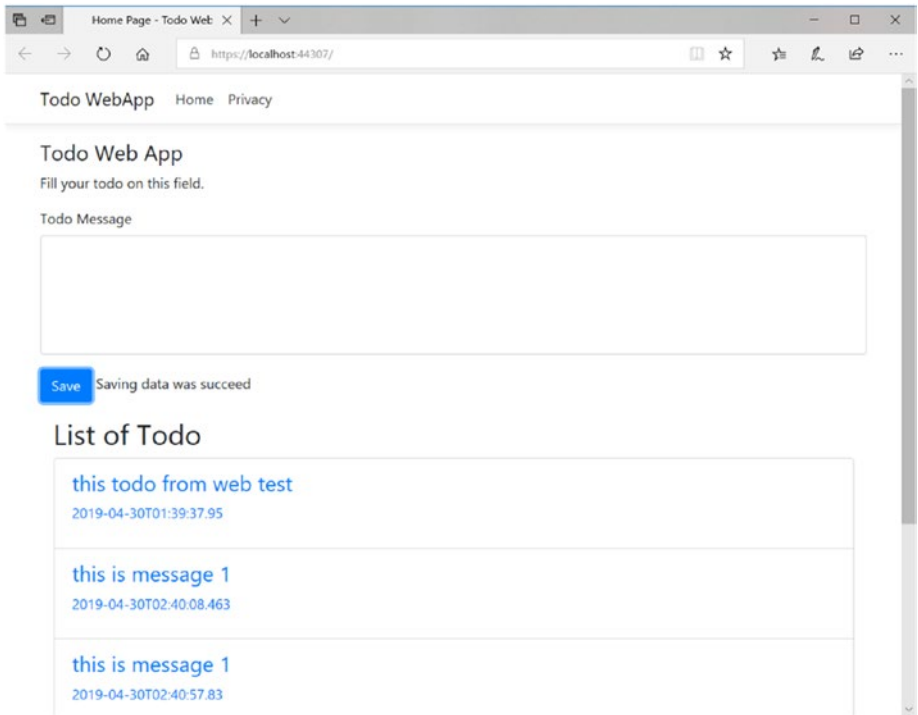 Home Page - Todo Web
https://localhost:44307/
Todo WebApp Home Privacy
Todo Web App
Fill your todo on this field.
Todo Message
Save Saving data was succeed
List of Todo
this todo from web test
2019-04-30T01:39:37.95
this is message 1
2019-04-30T02:40:08.463
this is message 1
2019-04-30T02:40:57.83